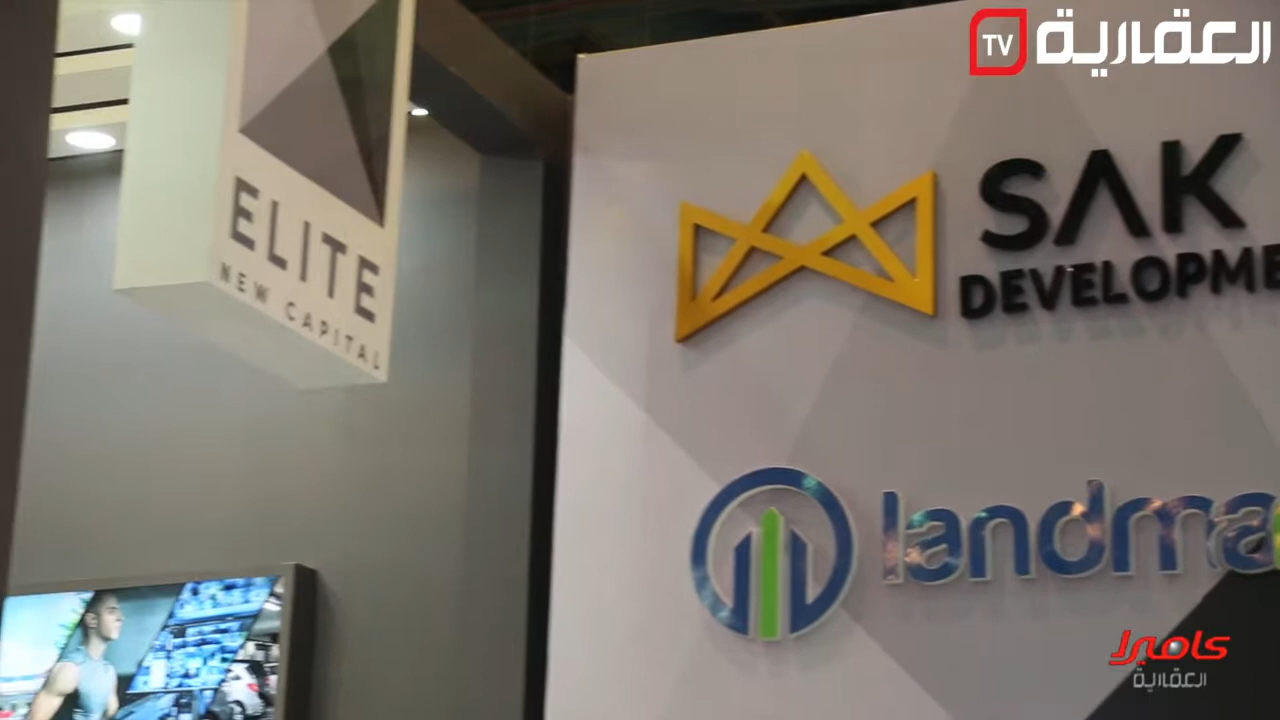 TV العقارية
ELITE
NEW CAPITAL
SAK
DEVELOPME
landma
كاميرا
العقارية